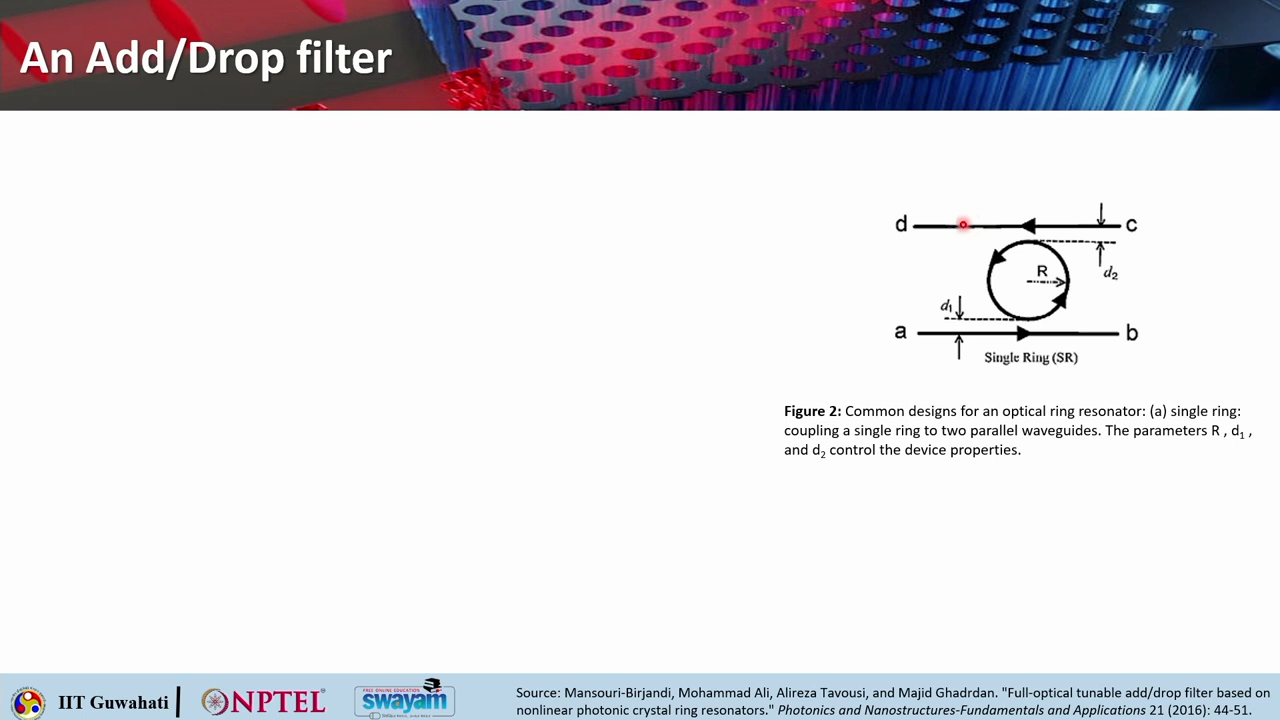 An Add/Drop filter
d
c
R
d2
d1
a
b
Single Ring (SR)
Figure 2: Common designs for an optical ring resonator: (a) single ring:
coupling a single ring to two parallel waveguides. The parameters R , d1 ,
and d2 control the device properties.
IIT Guwahati
NPTEL
FREE ONLINE EDUCATION
swayam
Source: Mansouri-Birjandi, Mohammad Ali, Alireza Tavousi, and Majid Ghadrdan. "Full-optical tunable add/drop filter based on
nonlinear photonic crystal ring resonators." Photonics and Nanostructures-Fundamentals and Applications 21 (2016): 44-51.